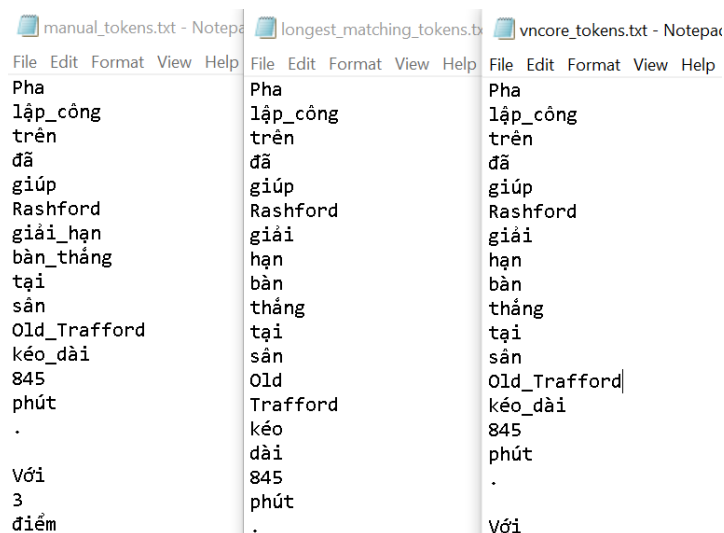 manual_tokens.txt - Notepa
File Edit Format View Help
Pha
lập_công
trên
đã
giúp
Rashford
giải_hạn
bàn_thắng
tại
sân
Old_Trafford
kéo_dài
845
phút
.
Với
3
điểm
longest_matching_tokens.tx
File Edit Format View Help
Pha
lập_công
trên
đã
giúp
Rashford
giải
hạn
bàn
thắng
tại
sân
Old
Trafford
kéo
dài
845
phút
.
vncore_tokens.txt - Notepad
File Edit Format View Help
Pha
lập_công
trên
đã
giúp
Rashford
giải
hạn
bàn
thắng
tại
sân
Old_Trafford
kéo_dài
845
phút
.
Với